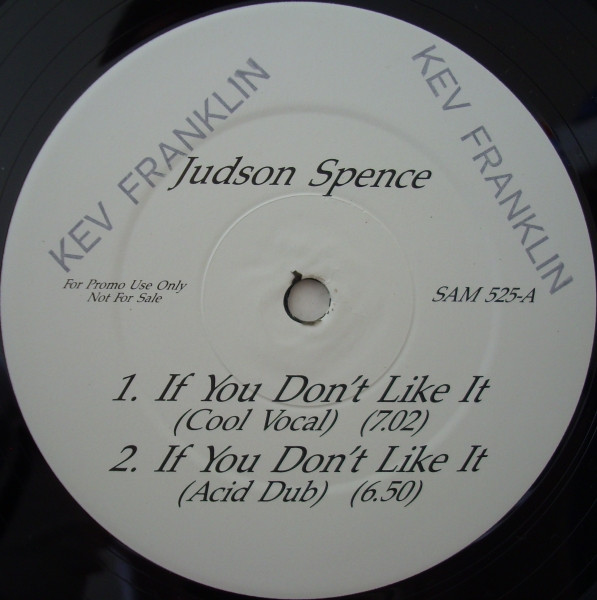 KEV FRANKLIN
KEV FRANKLIN
Judson Spence
For Promo Use Only
Not For Sale
SAM 525-A
1. If You Don't Like It
(Cool Vocal) (7.02)
2. If You Don't Like It
(Acid Dub) (6.50)